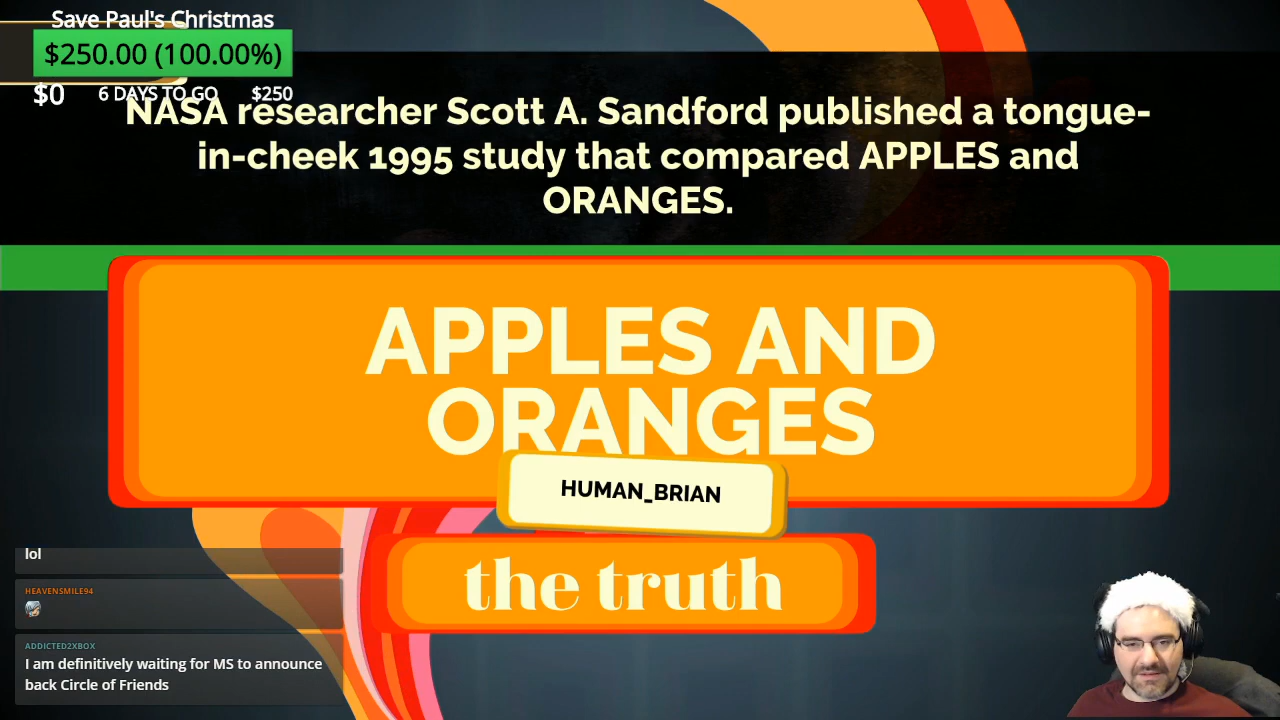 Save Paul's Christmas
$250.00 (100.00%)
$0 6 DAYS TO GO $250
NASA researcher Scott A. Sandford published a tongue-
in-cheek 1995 study that compared APPLES and
ORANGES.
APPLES AND
ORANGES
HUMAN_BRIAN
the truth
lol
HEAVENSMILE94
ADDICTED2XBOX
I am definitively waiting for MS to announce
back Circle of Friends